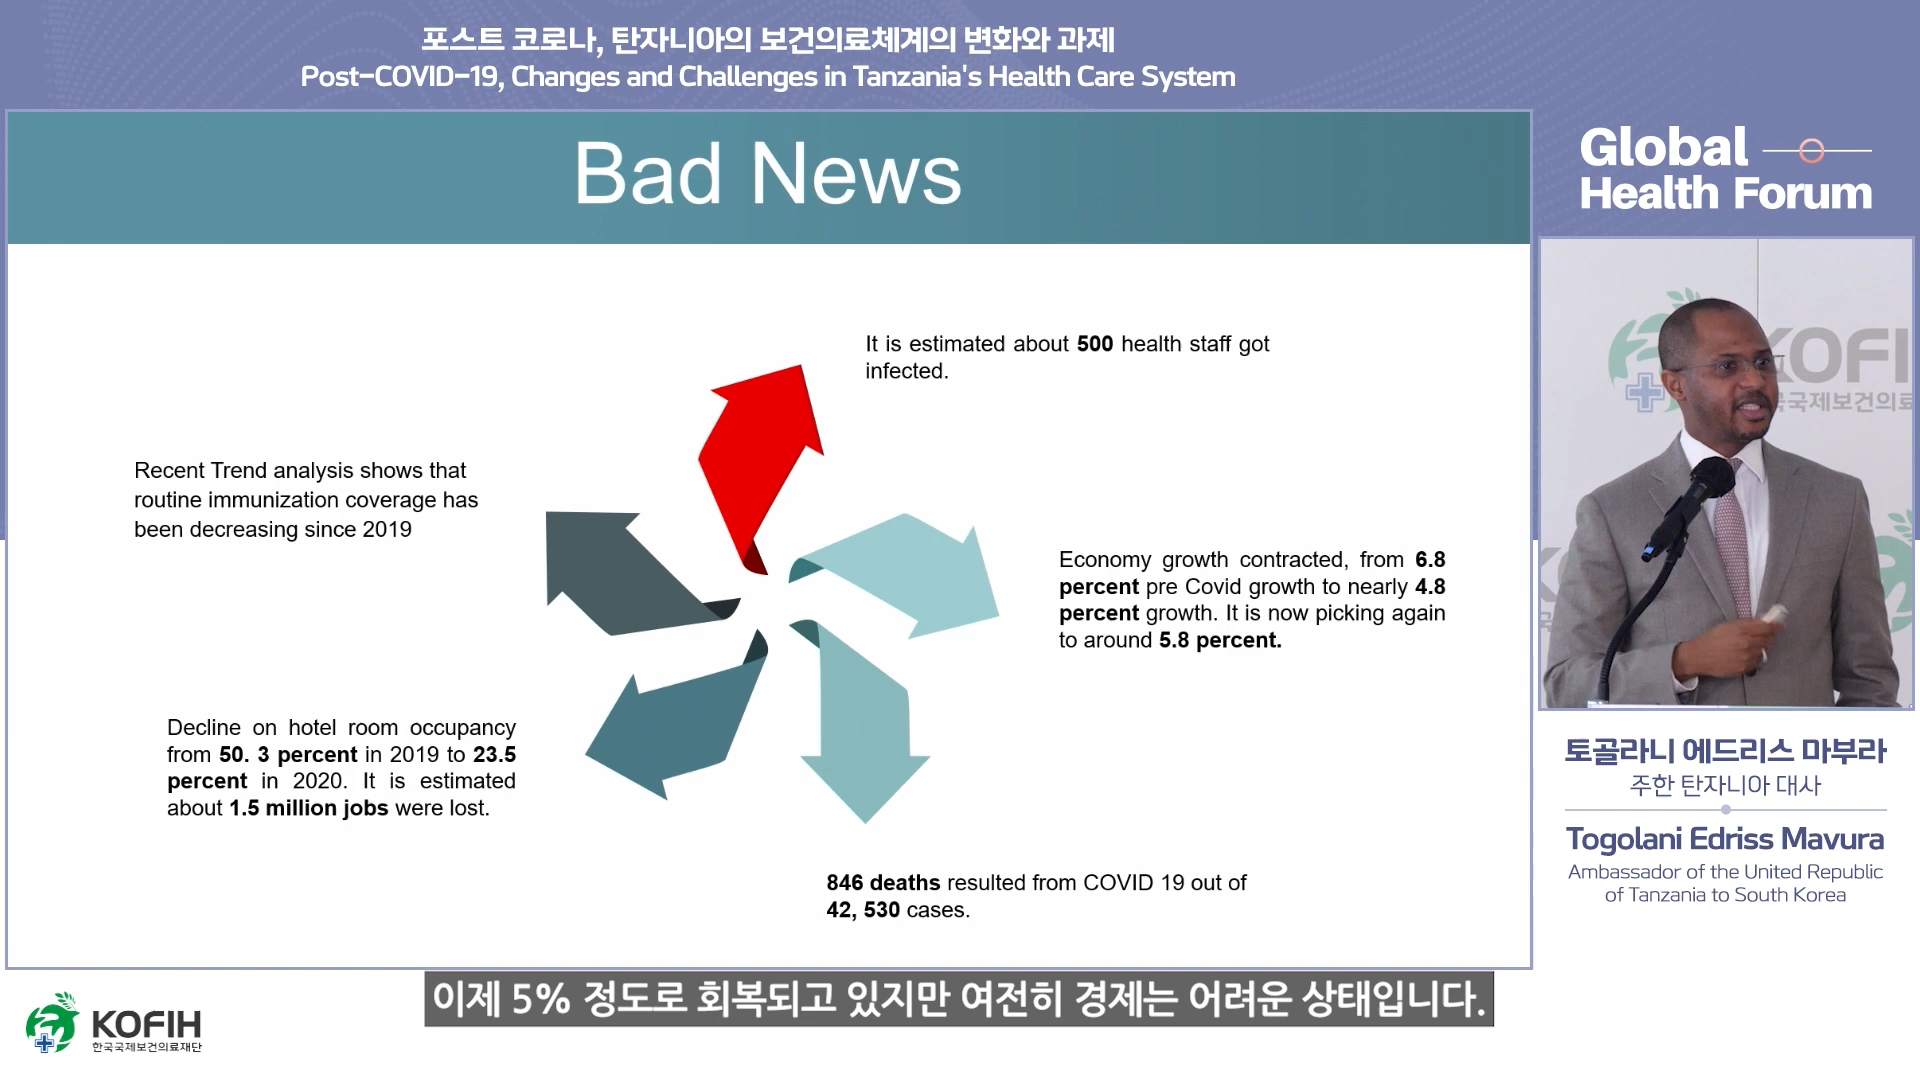 포스트 코로나, 탄자니아의 보건의료체계의 변화와 과제
Post-COVID-19, Changes and Challenges in Tanzania's Health Care System
Bad News
It is estimated about 500 health staff got
infected.
Recent Trend analysis shows that
routine immunization coverage has
been decreasing since 2019
Economy growth contracted, from 6.8
percent pre Covid growth to nearly 4.8
percent growth. It is now picking again
to around 5.8 percent.
Decline on hotel room occupancy
from 50. 3 percent in 2019 to 23.5
percent in 2020. It is estimated
about 1.5 million jobs were lost.
846 deaths resulted from COVID 19 out of
42, 530 cases.
Global
Health Forum
KOFI
국제보건의료
토골라니 에드리스 마부라
주한 탄자니아 대사
Togolani Edriss Mavura
Ambassador of the United Republic
of Tanzania to South Korea
이제 5% 정도로 회복되고 있지만 여전히 경제는 어려운 상태입니다.
KOFIH
한국국제보건의료재단